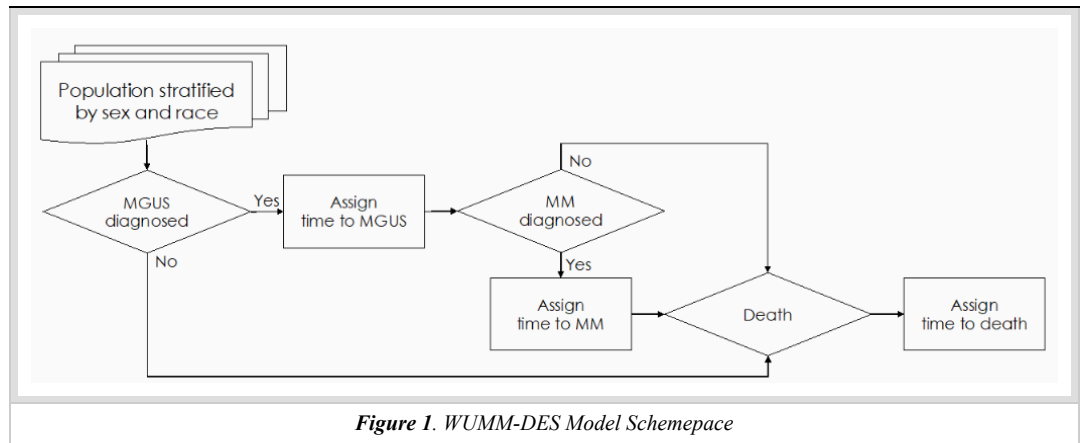 Population stratified
by sex and race
MGUS
diagnosed
Yes
No
Assign
time to MGUS
MM
diagnosed
No
Yes
Assign
time to MM
Death
Assign
time to death
Figure 1. WUMM-DES Model Schemepace